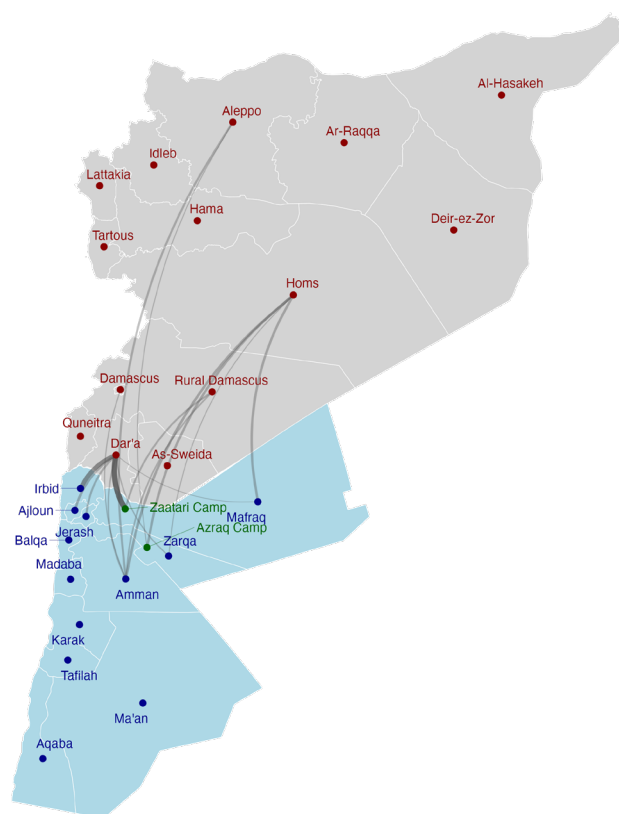 Al-Hasakeh
Aleppo
Ar-Raqqa
Idleb
Lattakia
Hama
Deir-ez-Zor
Tartous
Homs
Damascus
Rural Damascus
Quneitra
Dar'a
As-Sweida
Irbid
Zaatari Camp
Ajloun
Mafraq
Azraq Camp
Jerash
Balqa
Zarqa
Madaba
Amman
Karak
Tafilah
Ma'an
Aqaba